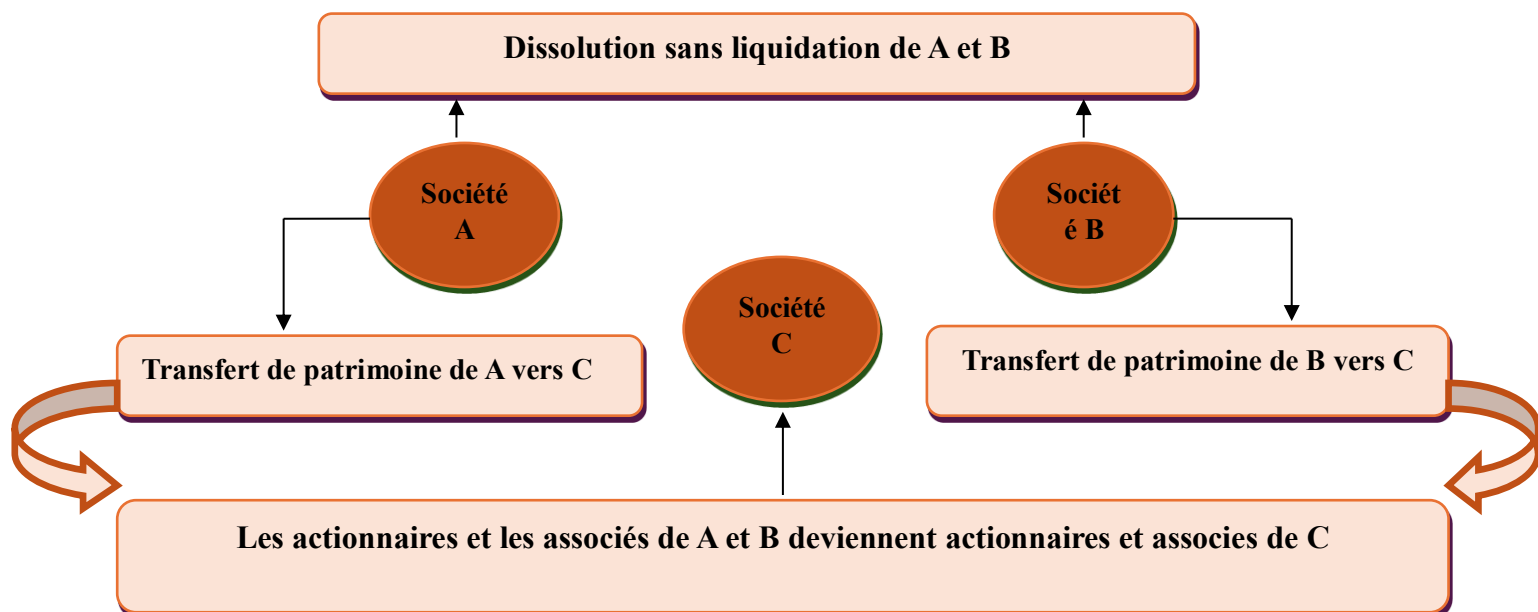 Dissolution sans liquidation de A et B
Société
A
Sociét
é B
Société
C
Transfert de patrimoine de A vers C
Transfert de patrimoine de B vers C
Les actionnaires et les associés de A et B deviennent actionnaires et associes de C